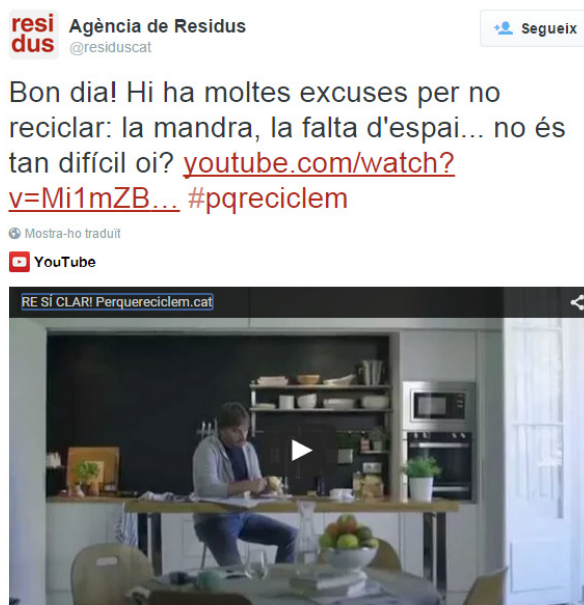 resi
dus
Agència de Residus
@residuscat
Segueix
Bon dia! Hi ha moltes excuses per no
reciclar: la mandra, la falta d'espai... no és
tan difícil oi? youtube.com/watch?
v=Mi1mZB... #pqreciclem
Mostra-ho traduït
YouTube
RE SÍ CLAR! Perquereciclem.cat